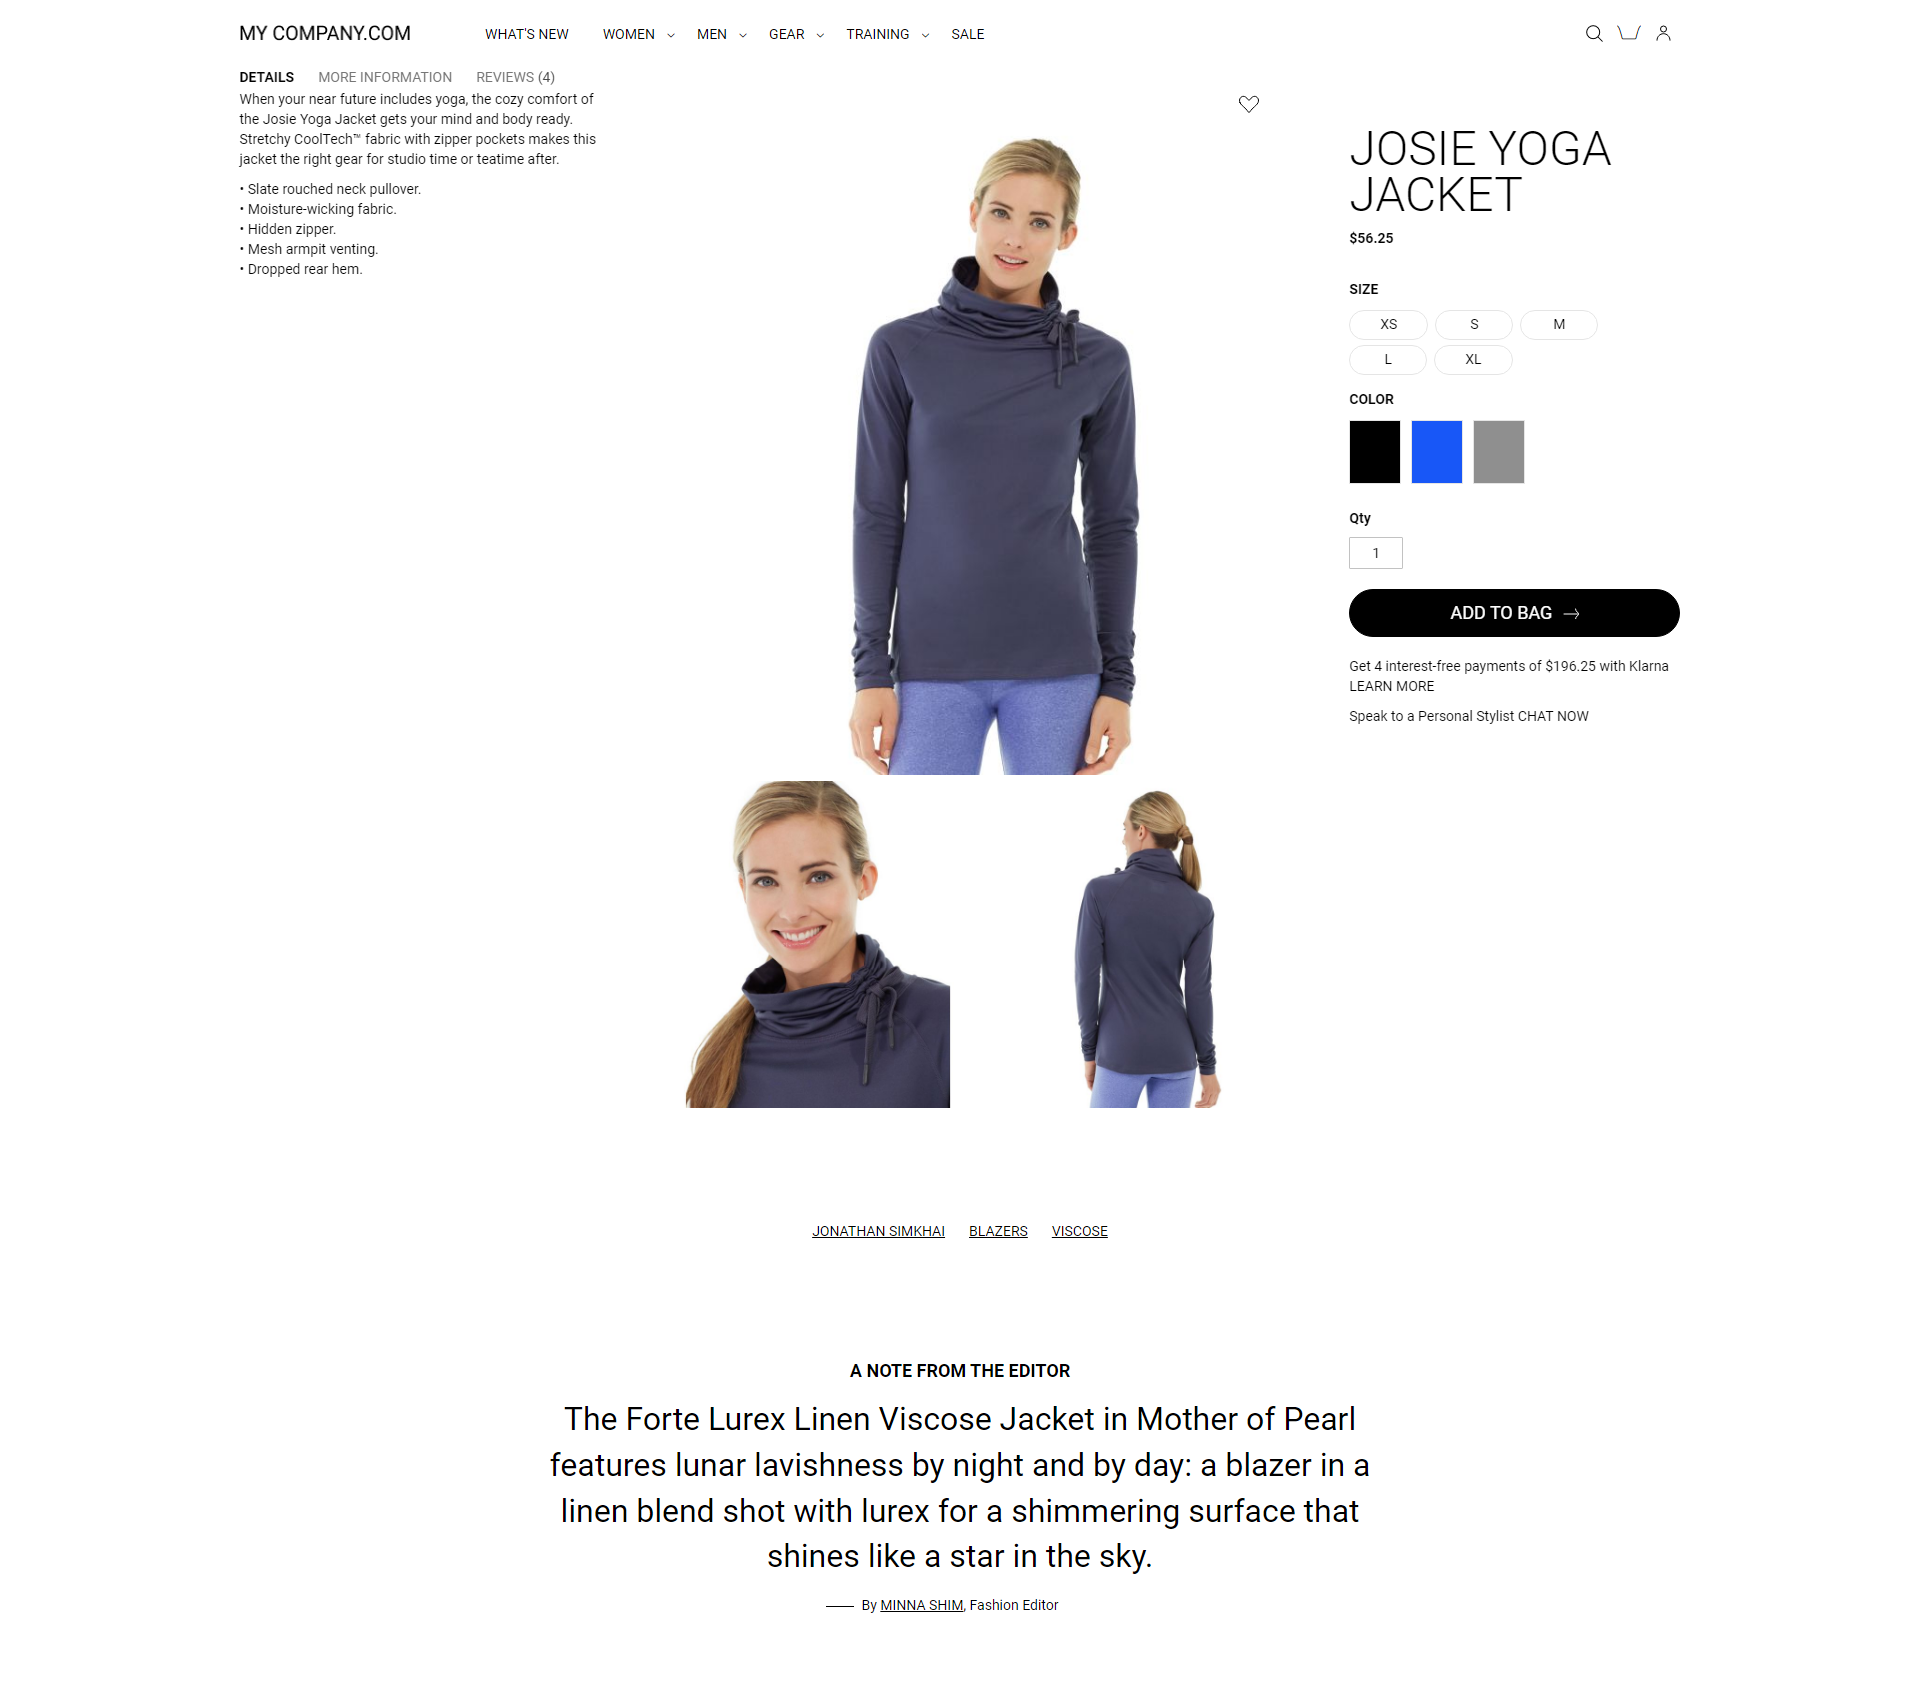 MY COMPANY.COM
WHAT'S NEW WOMEN MEN GEAR TRAINING SALE
DETAILS MORE INFORMATION REVIEWS (4)
When your near future includes yoga, the cozy comfort of
the Josie Yoga Jacket gets your mind and body ready.
Stretchy CoolTech™ fabric with zipper pockets makes this
jacket the right gear for studio time or teatime after.
• Slate rouched neck pullover.
• Moisture-wicking fabric.
• Hidden zipper.
• Mesh armpit venting.
• Dropped rear hem.
JOSIE YOGA
JACKET
$56.25
SIZE
XS S M
L XL
COLOR
Qty
1
ADD TO BAG
Get 4 interest-free payments of $196.25 with Klarna
LEARN MORE
Speak to a Personal Stylist CHAT NOW
JONATHAN SIMKHAI BLAZERS VISCOSE
A NOTE FROM THE EDITOR
The Forte Lurex Linen Viscose Jacket in Mother of Pearl
features lunar lavishness by night and by day: a blazer in a
linen blend shot with lurex for a shimmering surface that
shines like a star in the sky.
By MINNA SHIM, Fashion Editor